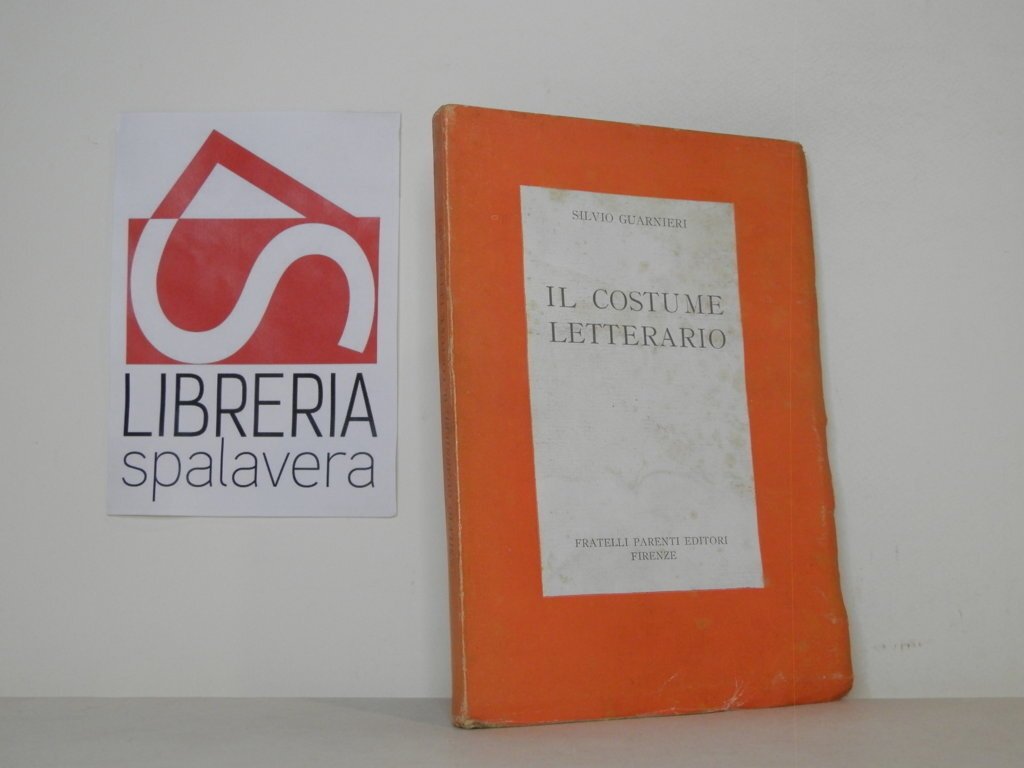 LIBRERIA
spalavera
SILVIO GUARNIERI
IL COSTUME
LETTERARIO
FRATELLI PARENTI EDITORI
FIRENZE